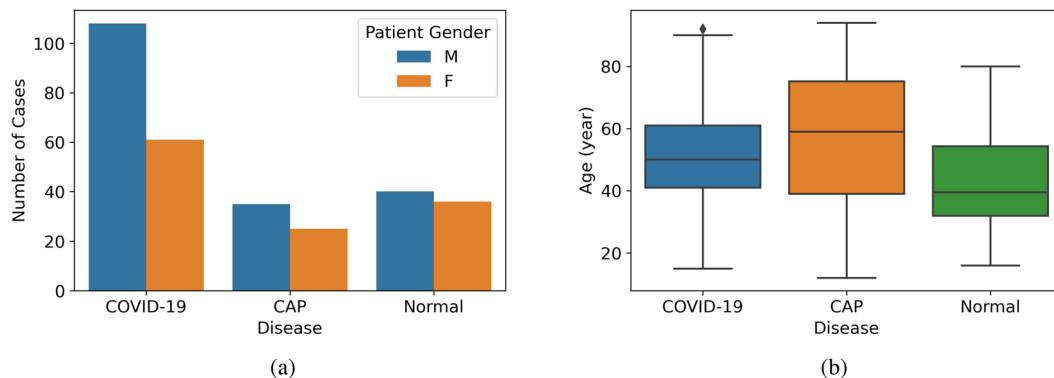 Number of Cases
100
80
60
40
20
0
Patient Gender
M
F
COVID-19
CAP
Normal
Disease
(a)
Age (year)
80
60
40
20
COVID-19
CAP
Normal
Disease
(b)